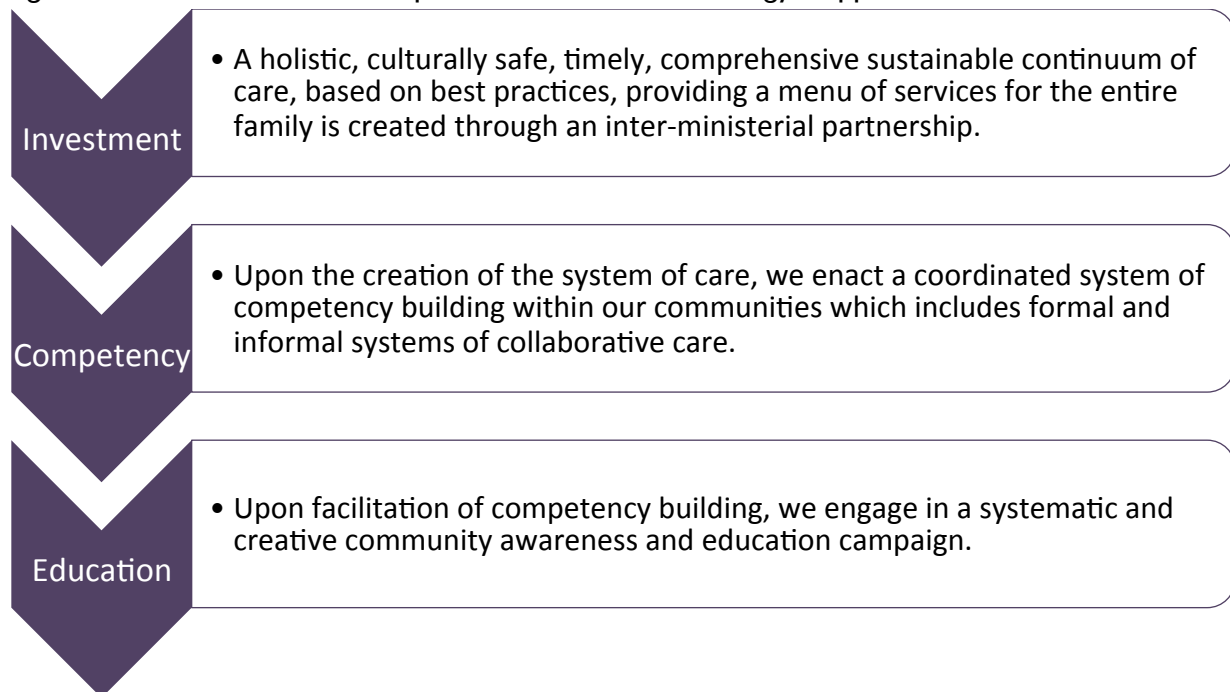 Investment
• A holistic, culturally safe, timely, comprehensive sustainable continuum of
care, based on best practices, providing a menu of services for the entire
family is created through an inter-ministerial partnership.
Competency
• Upon the creation of the system of care, we enact a coordinated system of
competency building within our communities which includes formal and
informal systems of collaborative care.
Education
• Upon facilitation of competency building, we engage in a systematic and
creative community awareness and education campaign.